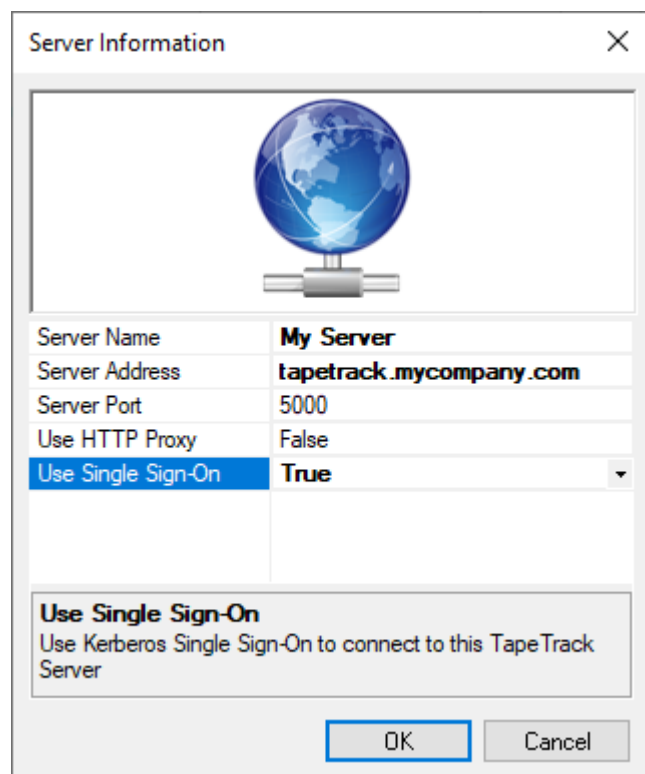 Server Information
Server Name My Server
Server Address tapetrack.mycompany.com
Server Port 5000
Use HTTP Proxy False
Use Single Sign-On True
Use Single Sign-On
Use Kerberos Single Sign-On to connect to this TapeTrack
Server
OK Cancel